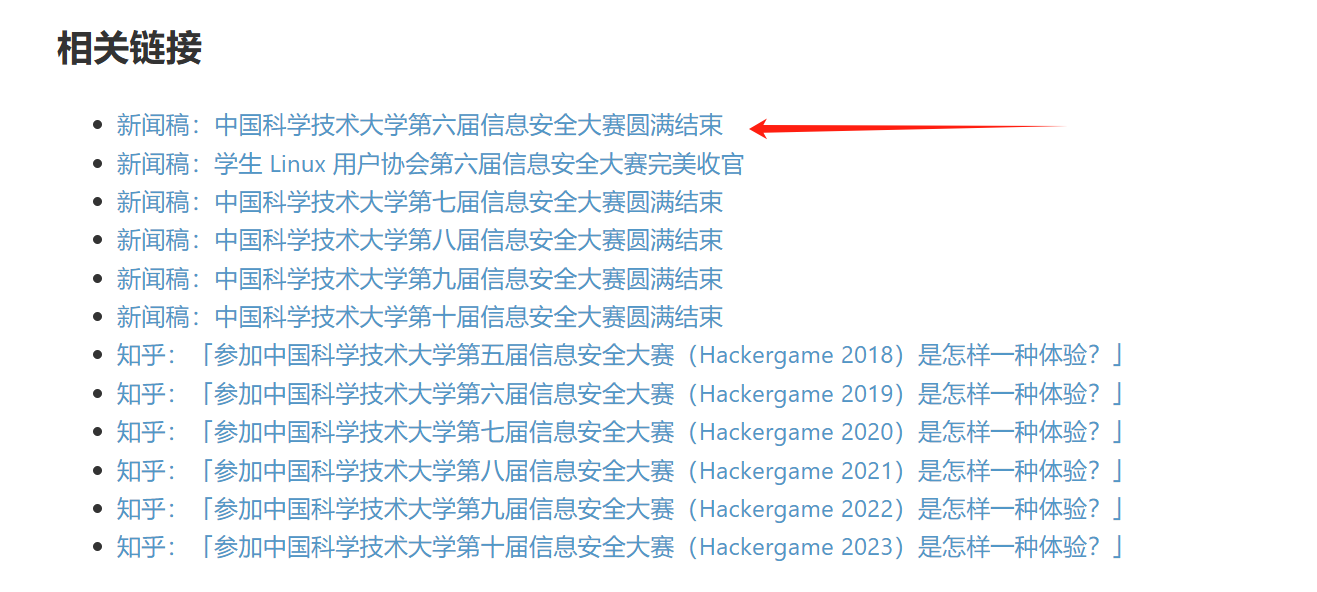 相关链接
新闻稿：中国科学技术大学第六届信息安全大赛圆满结束
新闻稿：学生 Linux 用户协会第六届信息安全大赛完美收官
新闻稿：中国科学技术大学第七届信息安全大赛圆满结束
新闻稿：中国科学技术大学第八届信息安全大赛圆满结束
新闻稿：中国科学技术大学第九届信息安全大赛圆满结束
新闻稿：中国科学技术大学第十届信息安全大赛圆满结束
知乎：「参加中国科学技术大学第五届信息安全大赛（Hackergame 2018）是怎样一种体验？」
知乎：「参加中国科学技术大学第六届信息安全大赛（Hackergame 2019）是怎样一种体验？」
知乎：「参加中国科学技术大学第七届信息安全大赛（Hackergame 2020）是怎样一种体验？」
知乎：「参加中国科学技术大学第八届信息安全大赛（Hackergame 2021）是怎样一种体验？」
知乎：「参加中国科学技术大学第九届信息安全大赛（Hackergame 2022）是怎样一种体验？」
知乎：「参加中国科学技术大学第十届信息安全大赛（Hackergame 2023）是怎样一种体验？」